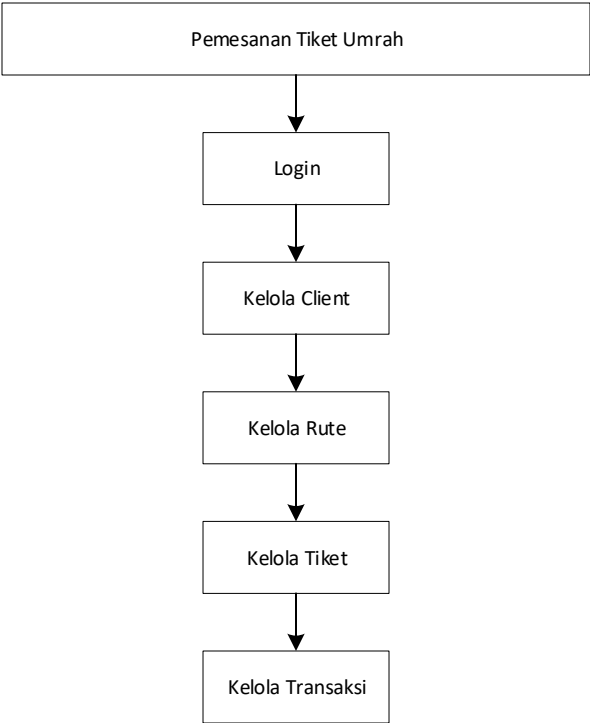 Pemesanan Tiket Umrah
Login
Kelola Client
Kelola Rute
Kelola Tiket
Kelola Transaksi